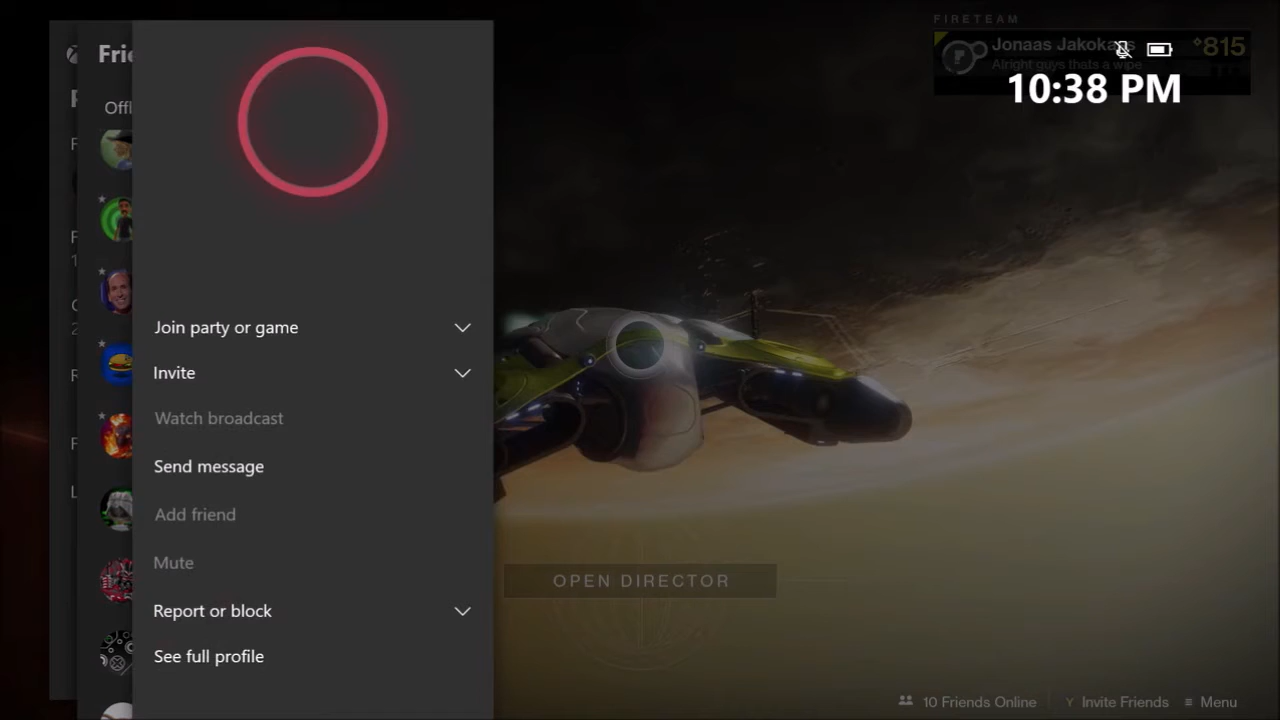 FIRETEAM
Jonaas Jakokaas
815
Alright guys thats a wipe
10:38 PM
Frie
Offl
Join party or game
Invite
Watch broadcast
Send message
Add friend
Mute
Report or block
See full profile
OPEN DIRECTOR
10 Friends Online
Y Invite Friends
Menu